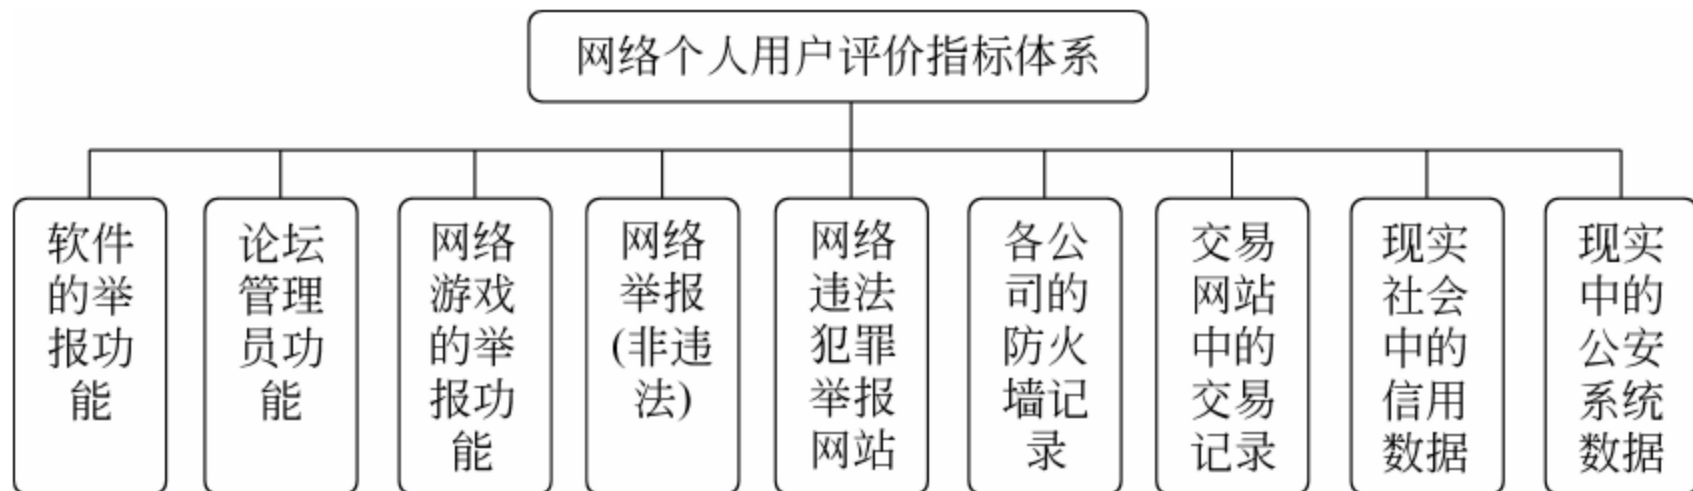 网络个人用户评价指标体系
软件
的举
报功
能
论坛
管理
员功
能
网络
游戏
的举
报功
能
网络
举报
(非违
法)
网络
违法
犯罪
举报
网站
各公
司的
防火
墙记
录
交易
网站
中的
交易
记录
现实
社会
中的
信用
数据
现实
中的
公安
系统
数据